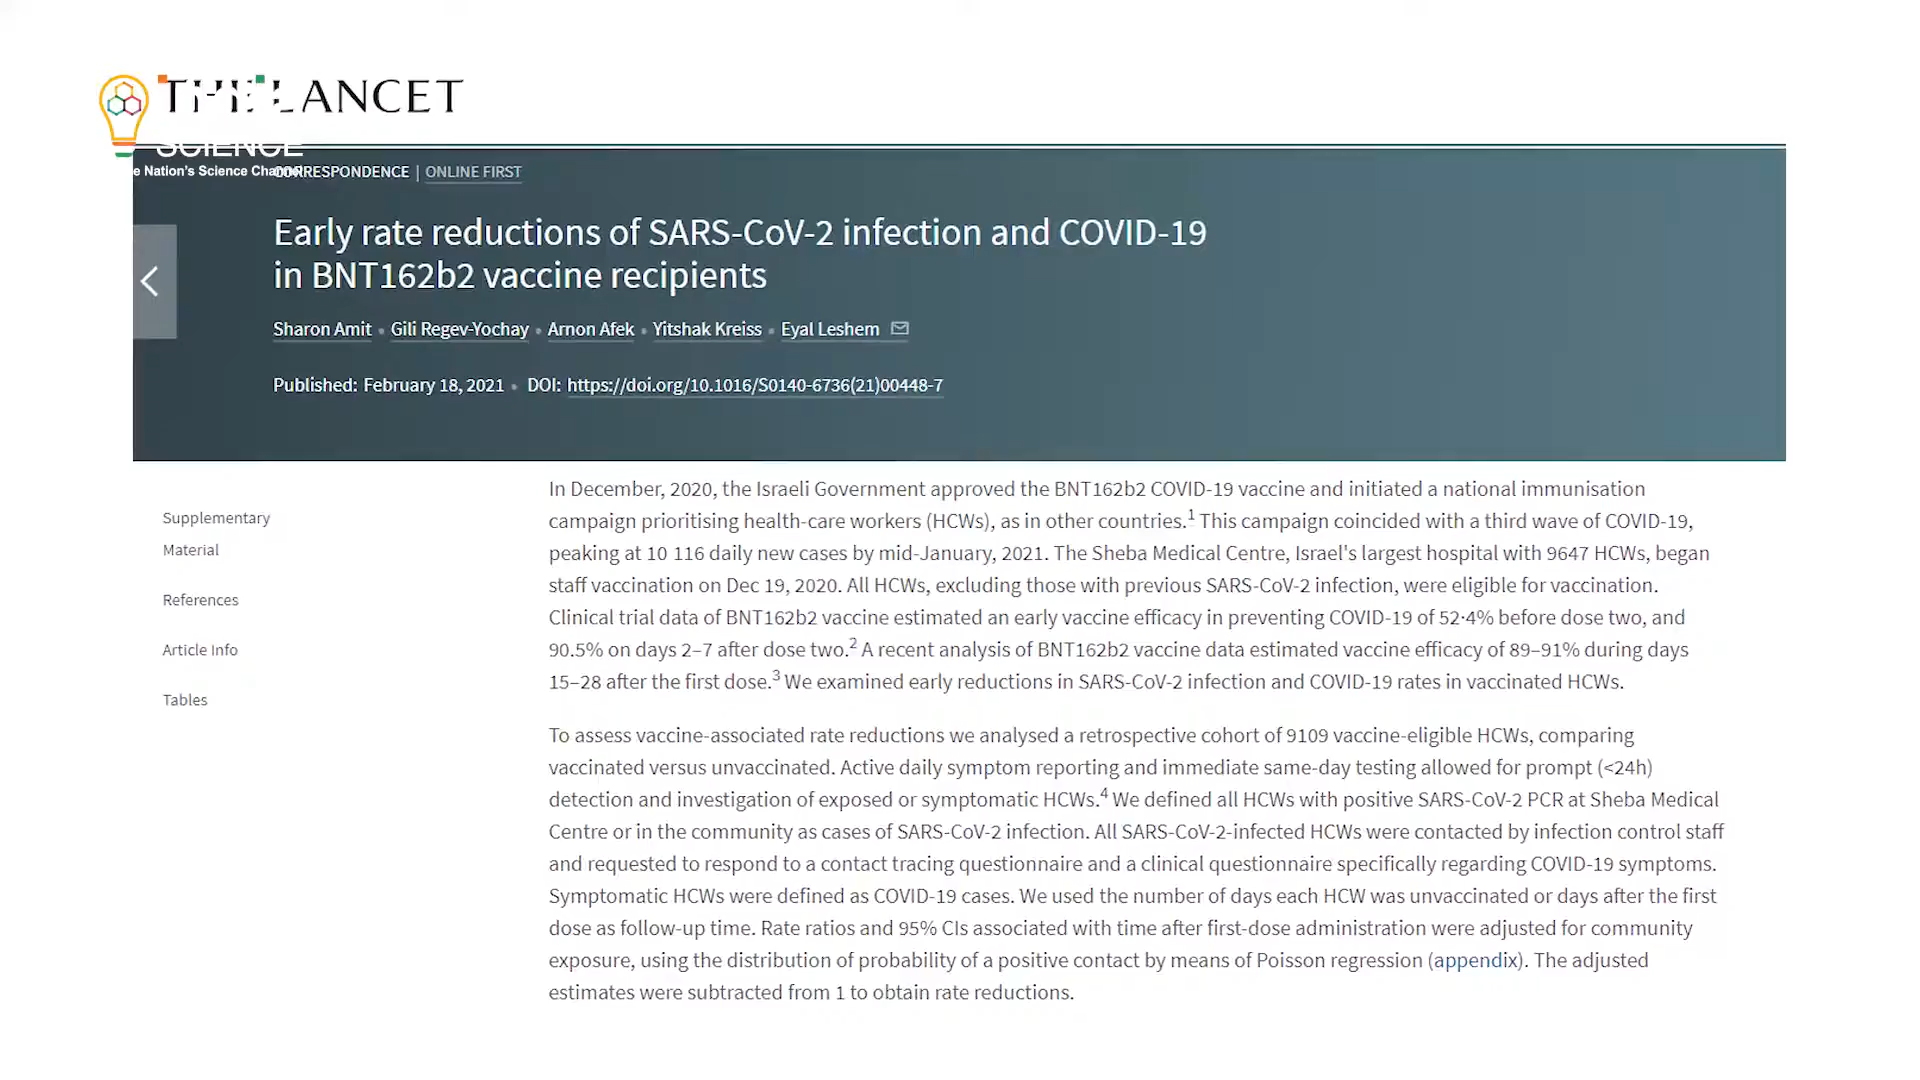 THE LANCET
SCIENCE
e Nation's Science Channel
CORRESPONDENCE | ONLINE FIRST
Early rate reductions of SARS-CoV-2 infection and COVID-19
in BNT162b2 vaccine recipients
Sharon Amit • Gili Regev-Yochay • Arnon Afek • Yitshak Kreiss • Eyal Leshem
Published: February 18, 2021 • DOI: https://doi.org/10.1016/S0140-6736(21)00448-7
Supplementary
Material
References
Article Info
Tables
In December, 2020, the Israeli Government approved the BNT162b2 COVID-19 vaccine and initiated a national immunisation
campaign prioritising health-care workers (HCWs), as in other countries.1 This campaign coincided with a third wave of COVID-19,
peaking at 10 116 daily new cases by mid-January, 2021. The Sheba Medical Centre, Israel's largest hospital with 9647 HCWs, began
staff vaccination on Dec 19, 2020. All HCWs, excluding those with previous SARS-CoV-2 infection, were eligible for vaccination.
Clinical trial data of BNT162b2 vaccine estimated an early vaccine efficacy in preventing COVID-19 of 52·4% before dose two, and
90.5% on days 2–7 after dose two.2 A recent analysis of BNT162b2 vaccine data estimated vaccine efficacy of 89–91% during days
15–28 after the first dose.3 We examined early reductions in SARS-CoV-2 infection and COVID-19 rates in vaccinated HCWs.
To assess vaccine-associated rate reductions we analysed a retrospective cohort of 9109 vaccine-eligible HCWs, comparing
vaccinated versus unvaccinated. Active daily symptom reporting and immediate same-day testing allowed for prompt (<24h)
detection and investigation of exposed or symptomatic HCWs.4 We defined all HCWs with positive SARS-CoV-2 PCR at Sheba Medical
Centre or in the community as cases of SARS-CoV-2 infection. All SARS-CoV-2-infected HCWs were contacted by infection control staff
and requested to respond to a contact tracing questionnaire and a clinical questionnaire specifically regarding COVID-19 symptoms.
Symptomatic HCWs were defined as COVID-19 cases. We used the number of days each HCW was unvaccinated or days after the first
dose as follow-up time. Rate ratios and 95% CIs associated with time after first-dose administration were adjusted for community
exposure, using the distribution of probability of a positive contact by means of Poisson regression (appendix). The adjusted
estimates were subtracted from 1 to obtain rate reductions.